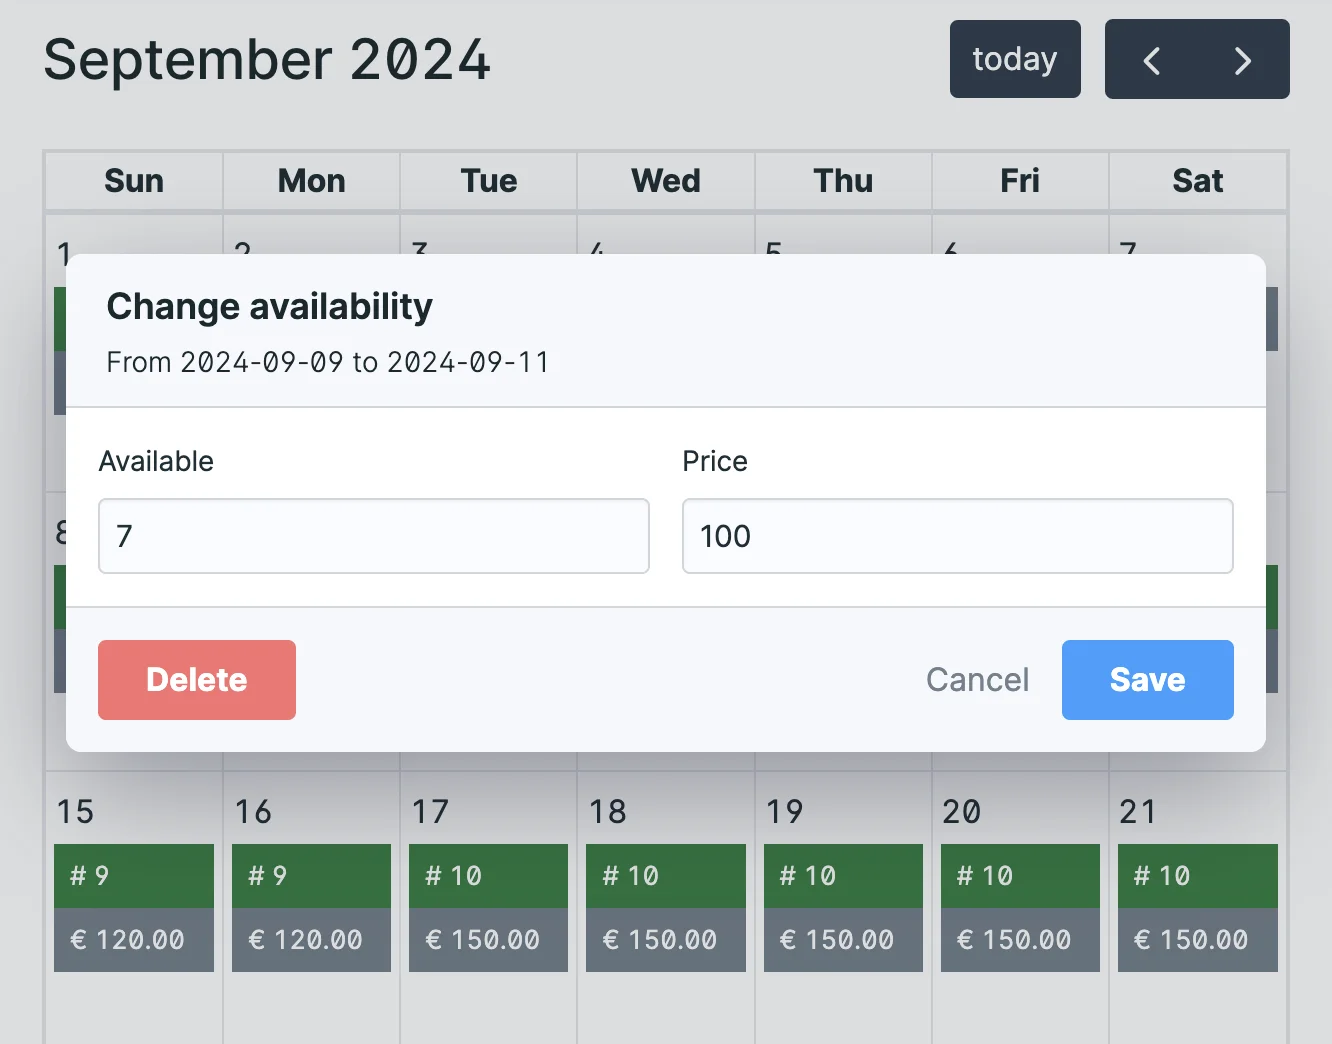 September 2024
today
Sun Mon Tue Wed Thu Fri Sat
1 2 3 4 5 6 7
Change availability
From 2024-09-09 to 2024-09-11
Available Price
7 100
8
Delete Cancel Save
15 16 17 18 19 20 21
# 9 # 9 # 10 # 10 # 10 # 10 # 10
€ 120.00 € 120.00 € 150.00 € 150.00 € 150.00 € 150.00 € 150.00